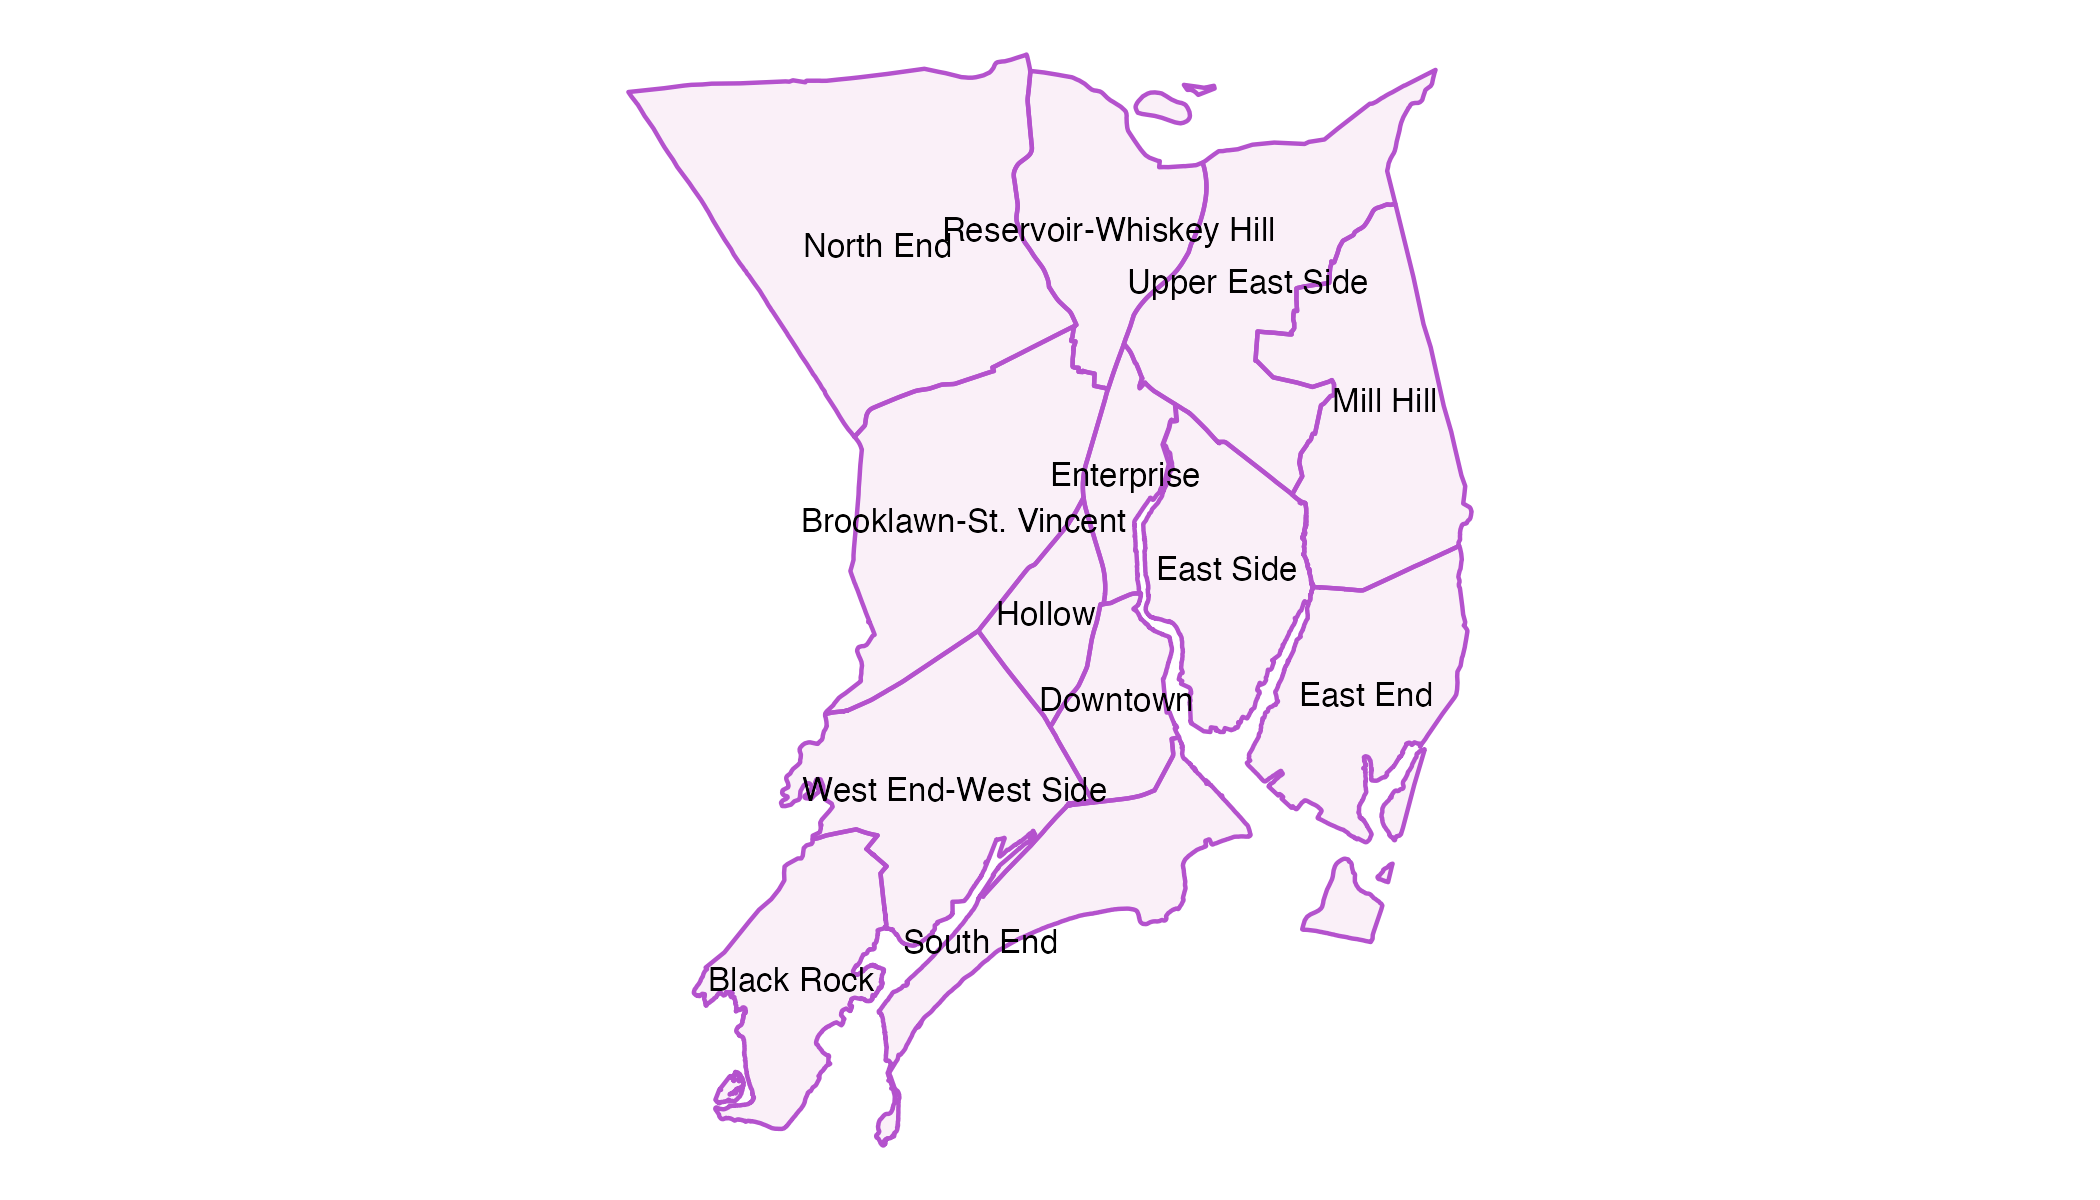 Reservoir-Whiskey Hill
North End
Upper East Side
Mill Hill
Enterprise
Brooklawn-St. Vincent
East Side
Hollow
East End
Downtown
West End-West Side
South End
Black Rock